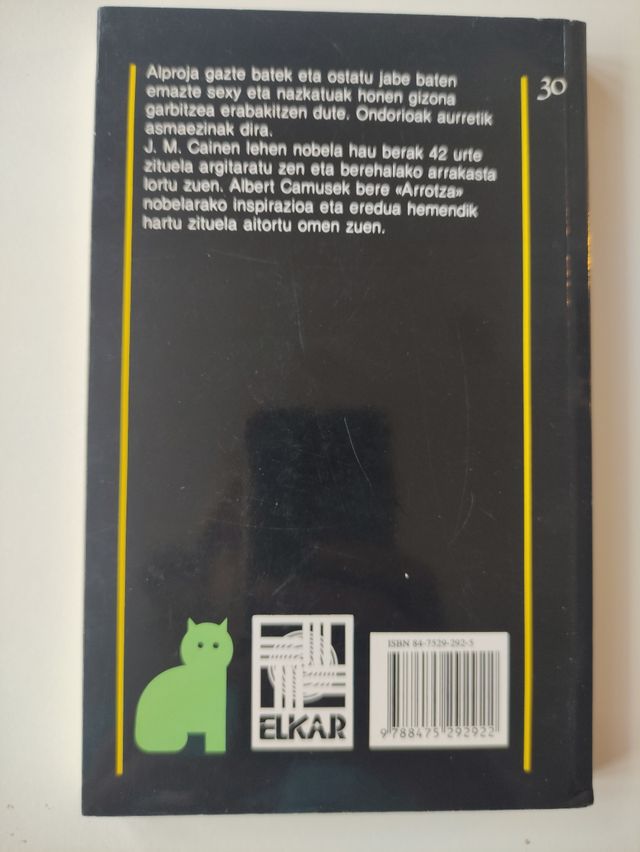 Alproja gazte batek eta ostatu jabe baten
emazte sexy eta nazkatuak honen gizona
garbitzea erabakitzen dute. Ondorioak aurretik
asmaezinak dira.
J. M. Cainen lehen nobela hau berak 42 urte
zituela argitaratu zen eta berehalako arrakasta
lortu zuen. Albert Camusek bere «Arrotza»
nobelarako inspirazioa eta eredua hemendik
hartu zituela aitortu omen zuen.
30
ELKAR
ISBN 84-7529-292-5
9 788475 292922